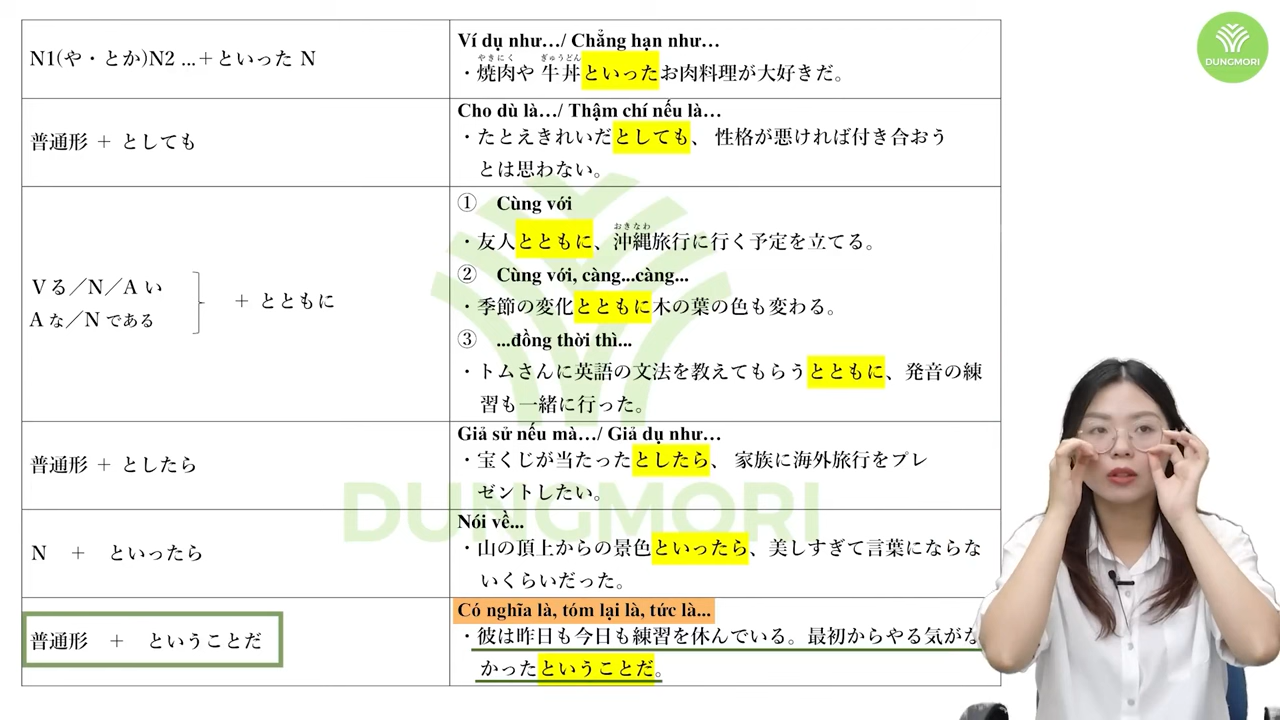 N1(や・とか)N2 ...＋といった N
Ví dụ như…/ Chẳng hạn như…
やきにく ぎゅうどん
・焼肉や 牛丼といったお肉料理が大好きだ。
DUNGMORI
普通形 ＋ としても
Cho dù là…/ Thậm chí nếu là…
・たとえきれいだとしても、 性格が悪ければ付き合おう
とは思わない。
Vる／N／Aい
Aな／Nである
＋ とともに
① Cùng với
おきなわ
・友人とともに、沖縄旅行に行く予定を立てる。
② Cùng với, càng...càng...
・季節の変化とともに木の葉の色も変わる。
③ ...đồng thời thì...
・トムさんに英語の文法を教えてもらうとともに、発音の練
習も一緒に行った。
普通形 ＋ としたら
Giả sử nếu mà…/ Giả dụ như…
・宝くじが当たったとしたら、 家族に海外旅行をプレ
ゼントしたい。
DUNGMORI
N ＋ といったら
Nói về...
・山の頂上からの景色といったら、美しすぎて言葉にならな
いくらいだった。
普通形 ＋ ということだ
Có nghĩa là, tóm lại là, tức là...
・彼は昨日も今日も練習を休んでいる。最初からやる気がな
かったということだ。